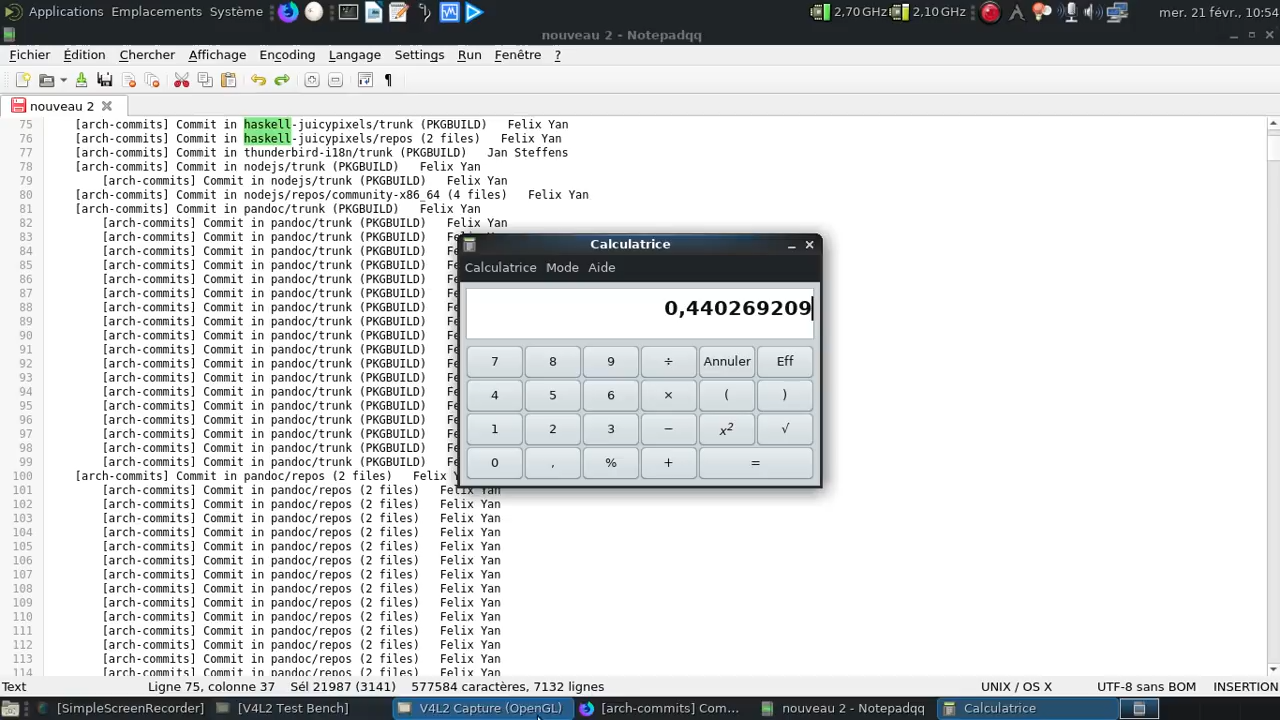 Applications Emplacements Système 2,70 GHz 2,10 GHz mer. 21 févr., 10:54
nouveau 2 - Notepadqq
Fichier Édition Chercher Affichage Encoding Langage Settings Run Fenêtre ?
nouveau 2
75 [arch-commits] Commit in haskell-juicypixels/trunk (PKGBUILD) Felix Yan
76 [arch-commits] Commit in haskell-juicypixels/repos (2 files) Felix Yan
77 [arch-commits] Commit in thunderbird-i18n/trunk (PKGBUILD) Jan Steffens
78 [arch-commits] Commit in nodejs/trunk (PKGBUILD) Felix Yan
79 [arch-commits] Commit in nodejs/trunk (PKGBUILD) Felix Yan
80 [arch-commits] Commit in nodejs/repos/community-x86_64 (4 files) Felix Yan
81 [arch-commits] Commit in pandoc/trunk (PKGBUILD) Felix Yan
82 [arch-commits] Commit in pandoc/trunk (PKGBUILD) Felix Yan
83 [arch-commits] Commit in pandoc/trunk (PKGBUILD)
84 [arch-commits] Commit in pandoc/trunk (PKGBUILD)
85 [arch-commits] Commit in pandoc/trunk (PKGBUILD)
86 [arch-commits] Commit in pandoc/trunk (PKGBUILD)
87 [arch-commits] Commit in pandoc/trunk (PKGBUILD)
88 [arch-commits] Commit in pandoc/trunk (PKGBUILD)
89 [arch-commits] Commit in pandoc/trunk (PKGBUILD)
90 [arch-commits] Commit in pandoc/trunk (PKGBUILD)
91 [arch-commits] Commit in pandoc/trunk (PKGBUILD)
92 [arch-commits] Commit in pandoc/trunk (PKGBUILD)
93 [arch-commits] Commit in pandoc/trunk (PKGBUILD)
94 [arch-commits] Commit in pandoc/trunk (PKGBUILD)
95 [arch-commits] Commit in pandoc/trunk (PKGBUILD)
96 [arch-commits] Commit in pandoc/trunk (PKGBUILD)
97 [arch-commits] Commit in pandoc/trunk (PKGBUILD)
98 [arch-commits] Commit in pandoc/trunk (PKGBUILD)
99 [arch-commits] Commit in pandoc/trunk (PKGBUILD)
100 [arch-commits] Commit in pandoc/repos (2 files) Felix
101 [arch-commits] Commit in pandoc/repos (2 files) Felix Yan
102 [arch-commits] Commit in pandoc/repos (2 files) Felix Yan
103 [arch-commits] Commit in pandoc/repos (2 files) Felix Yan
104 [arch-commits] Commit in pandoc/repos (2 files) Felix Yan
105 [arch-commits] Commit in pandoc/repos (2 files) Felix Yan
106 [arch-commits] Commit in pandoc/repos (2 files) Felix Yan
107 [arch-commits] Commit in pandoc/repos (2 files) Felix Yan
108 [arch-commits] Commit in pandoc/repos (2 files) Felix Yan
109 [arch-commits] Commit in pandoc/repos (2 files) Felix Yan
110 [arch-commits] Commit in pandoc/repos (2 files) Felix Yan
111 [arch-commits] Commit in pandoc/repos (2 files) Felix Yan
112 [arch-commits] Commit in pandoc/repos (2 files) Felix Yan
113 [arch-commits] Commit in pandoc/repos (2 files) Felix Yan
114 [arch-commits] Commit in pandoc/repos (2 files) Felix Yan
Calculatrice
Calculatrice Mode Aide
0,440269209
7 8 9 ÷ Annuler Eff
4 5 6 × ( )
1 2 3 − x² √
0 , % + =
Text Ligne 75, colonne 37 Sél 21987 (3141) 577584 caractères, 7132 lignes UNIX / OS X UTF-8 sans BOM INSERTION
[SimpleScreenRecorder] [V4L2 Test Bench] V4L2 Capture (OpenGL) [arch-commits] Com... nouveau 2 - Notepadqq Calculatrice